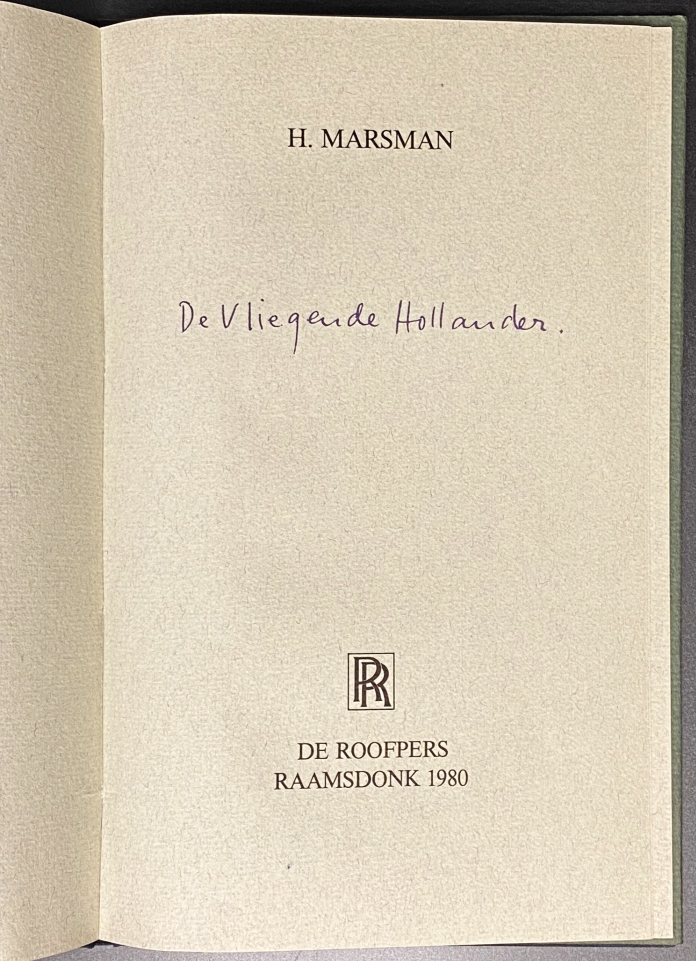 H. MARSMAN
De Vliegende Hollander.
RR
DE ROOFPERS
RAAMSDONK 1980